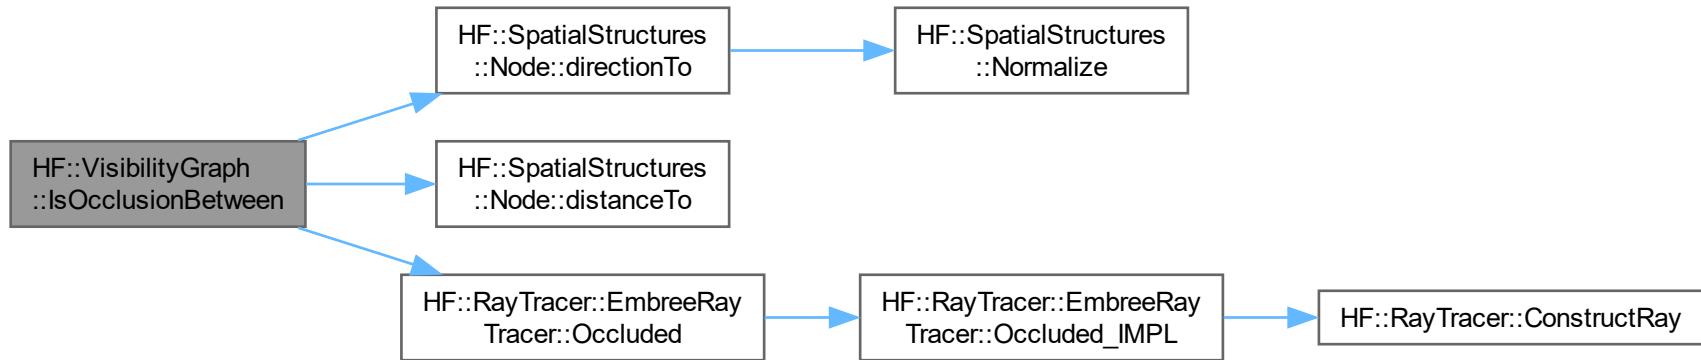 HF::SpatialStructures
::Node::directionTo
HF::SpatialStructures
::Normalize
HF::VisibilityGraph
::IsOcclusionBetween
HF::SpatialStructures
::Node::distanceTo
HF::RayTracer::EmbreeRay
Tracer::Occluded
HF::RayTracer::EmbreeRay
Tracer::Occluded_IMPL
HF::RayTracer::ConstructRay